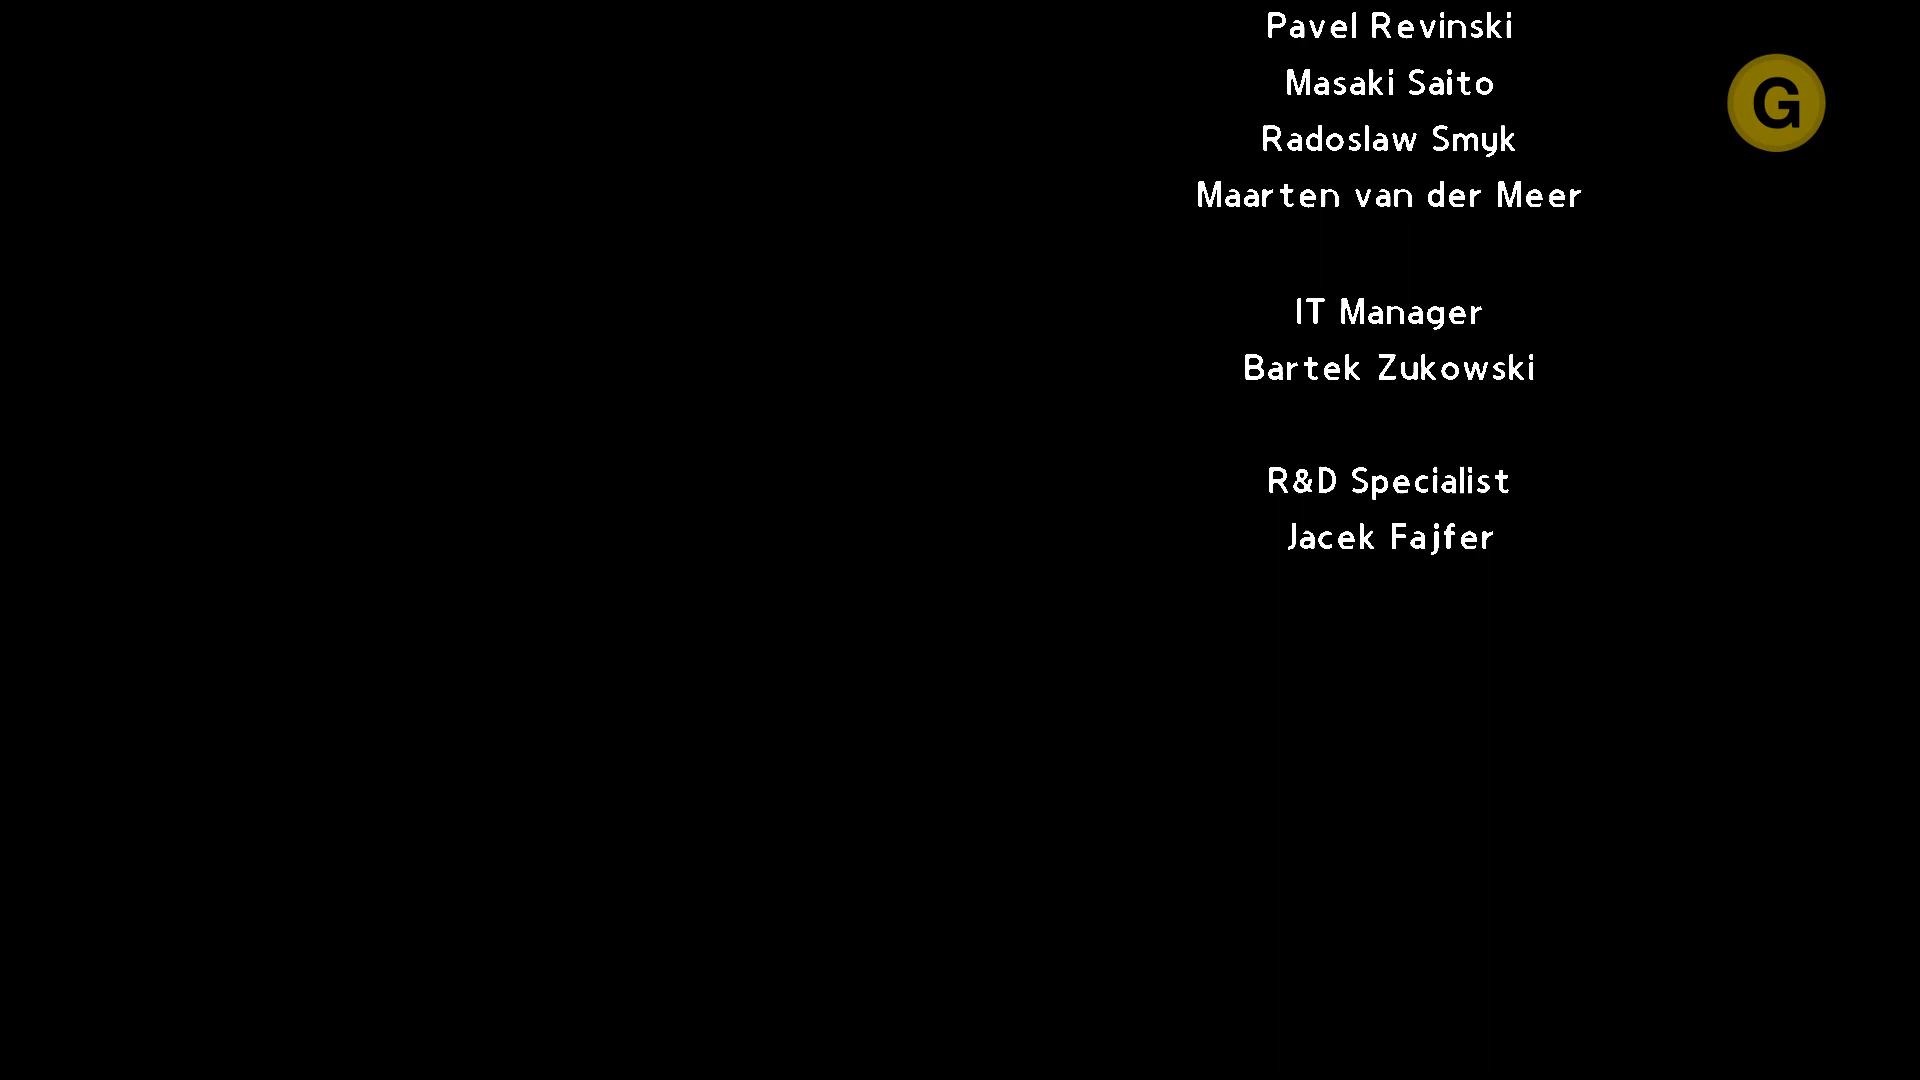 Pavel Revinski
Masaki Saito
G
Radoslaw Smyk
Maarten van der Meer
IT Manager
Bartek Zukowski
R&D Specialist
Jacek Fajfer